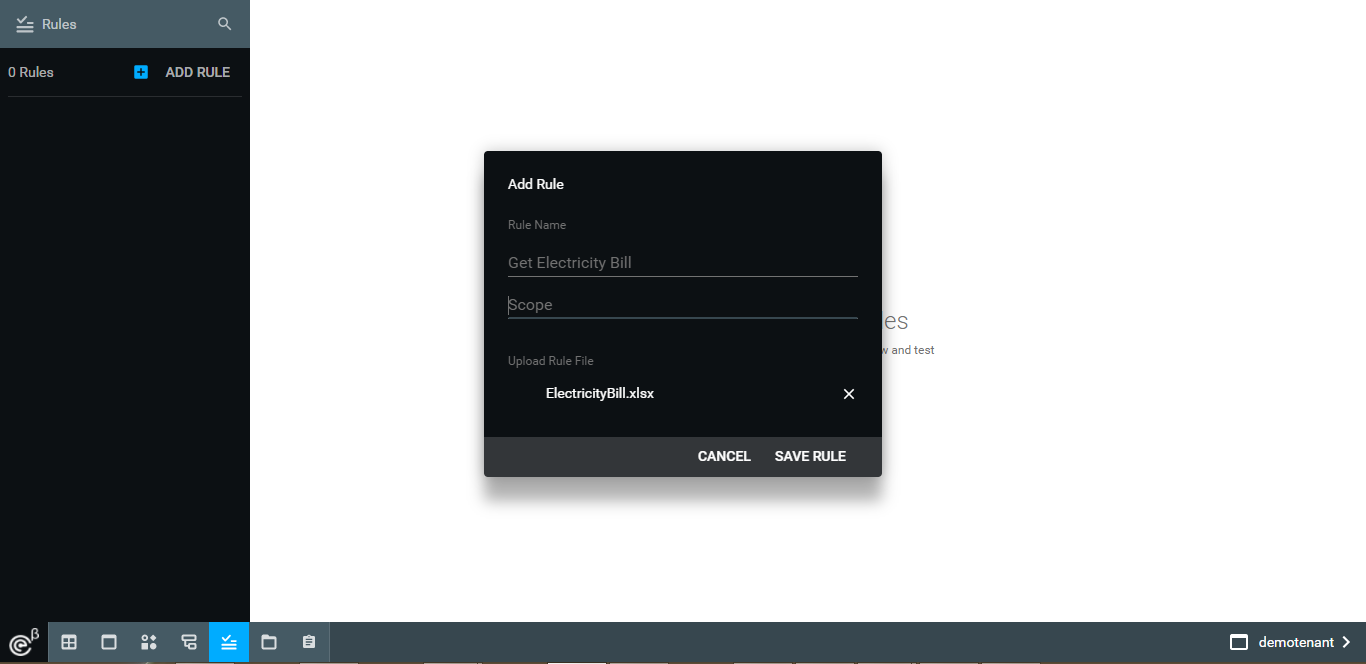 Rules
0 Rules
ADD RULE
Add Rule
Rule Name
Get Electricity Bill
Scope
es
Upload Rule File
w and test
ElectricityBill.xlsx
CANCEL
SAVE RULE
e β
demotenant